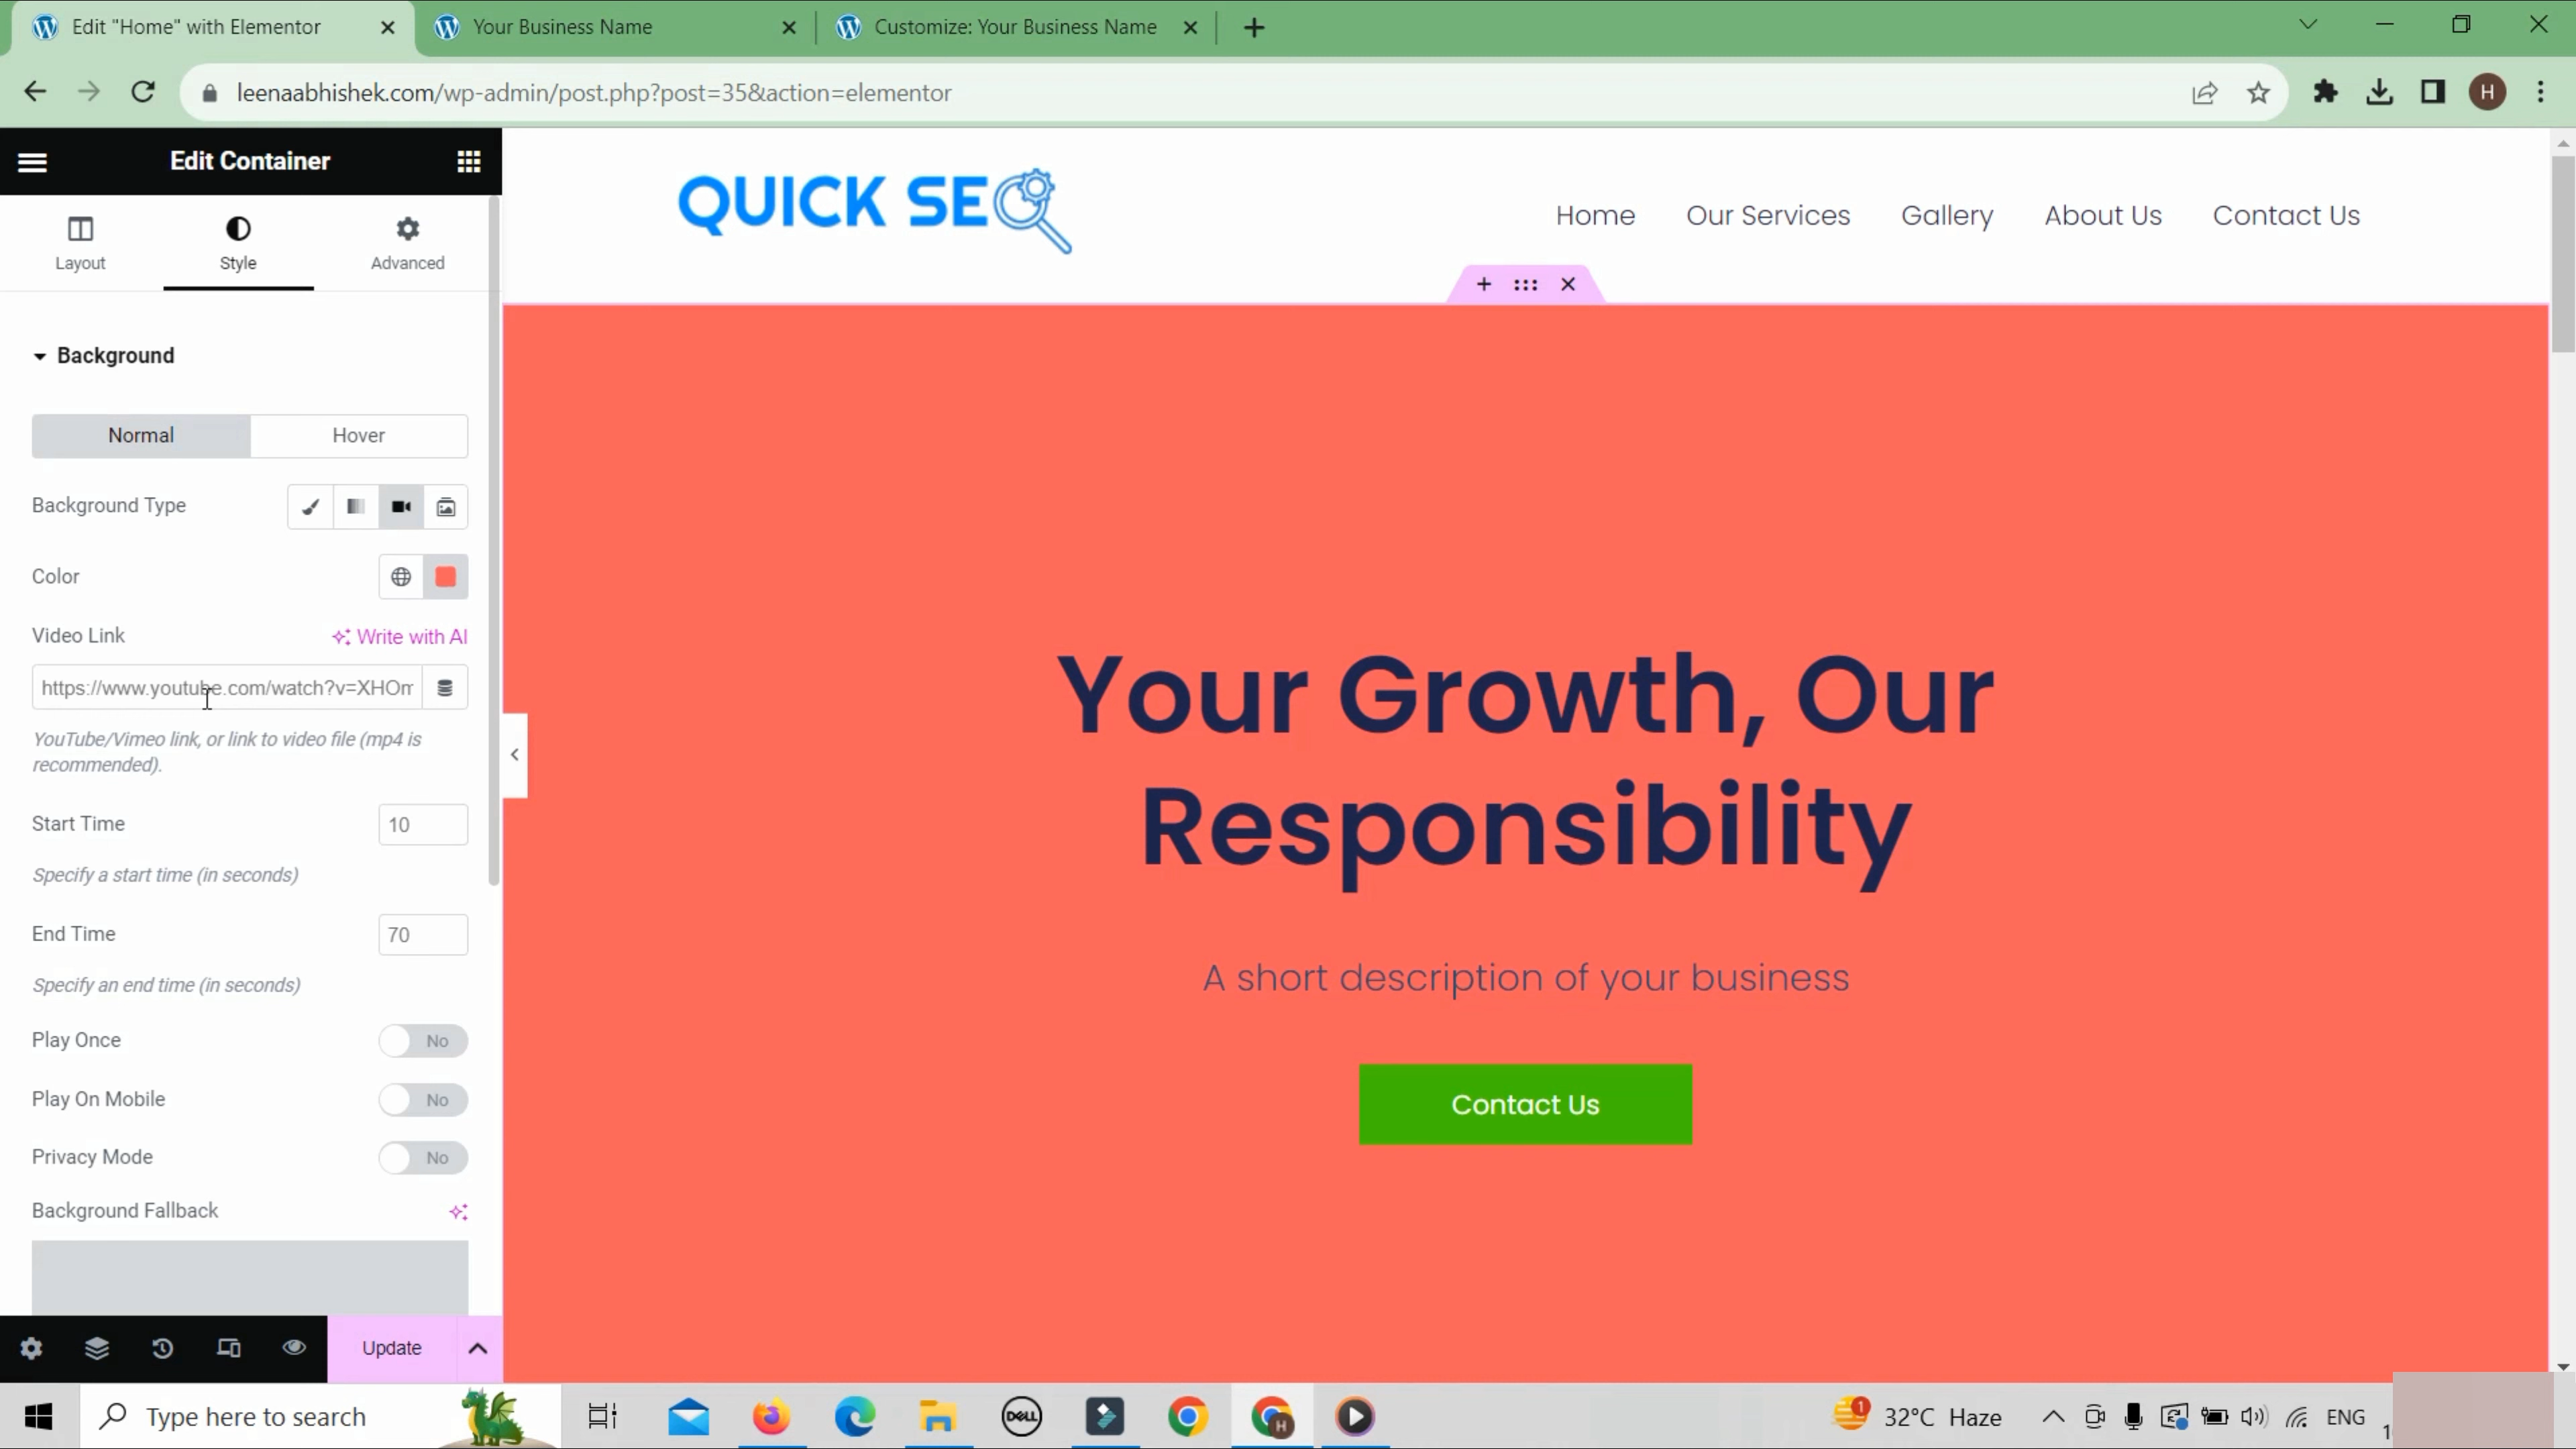 Edit "Home" with Elementor
Your Business Name
Customize: Your Business Name
leenaabhishek.com/wp-admin/post.php?post=35&action=elementor
H
Edit Container
Layout
Style
Advanced
Background
Normal
Hover
Background Type
Color
Video Link
Write with AI
https://www.youtube.com/watch?v=XHOm
YouTube/Vimeo link, or link to video file (mp4 is
recommended).
Start Time
10
Specify a start time (in seconds)
End Time
70
Specify an end time (in seconds)
Play Once
No
Play On Mobile
No
Privacy Mode
No
Background Fallback
Update
QUICK SEO
Home
Our Services
Gallery
About Us
Contact Us
Your Growth, Our
Responsibility
A short description of your business
Contact Us
Type here to search
DELL
H
1
32°C Haze
ENG